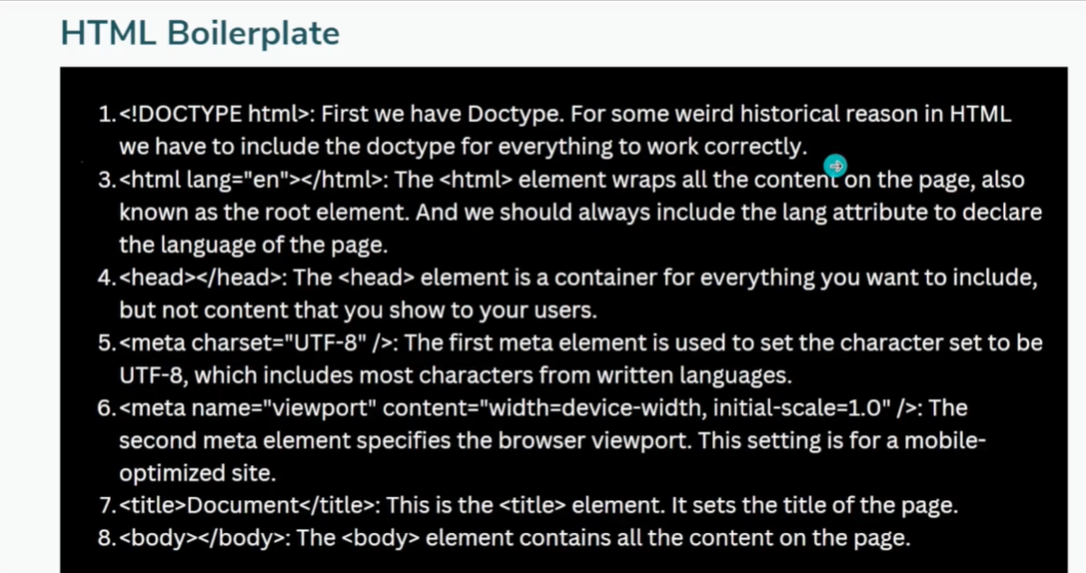 HTML Boilerplate
1.<!DOCTYPE html>: First we have Doctype. For some weird historical reason in HTML
we have to include the doctype for everything to work correctly.
3.<html lang="en"></html>: The <html> element wraps all the content on the page, also
known as the root element. And we should always include the lang attribute to declare
the language of the page.
4.<head></head>: The <head> element is a container for everything you want to include,
but not content that you show to your users.
5.<meta charset="UTF-8" />: The first meta element is used to set the character set to be
UTF-8, which includes most characters from written languages.
6.<meta name="viewport" content="width=device-width, initial-scale=1.0" />: The
second meta element specifies the browser viewport. This setting is for a mobile-
optimized site.
7.<title>Document</title>: This is the <title> element. It sets the title of the page.
8.<body></body>: The <body> element contains all the content on the page.